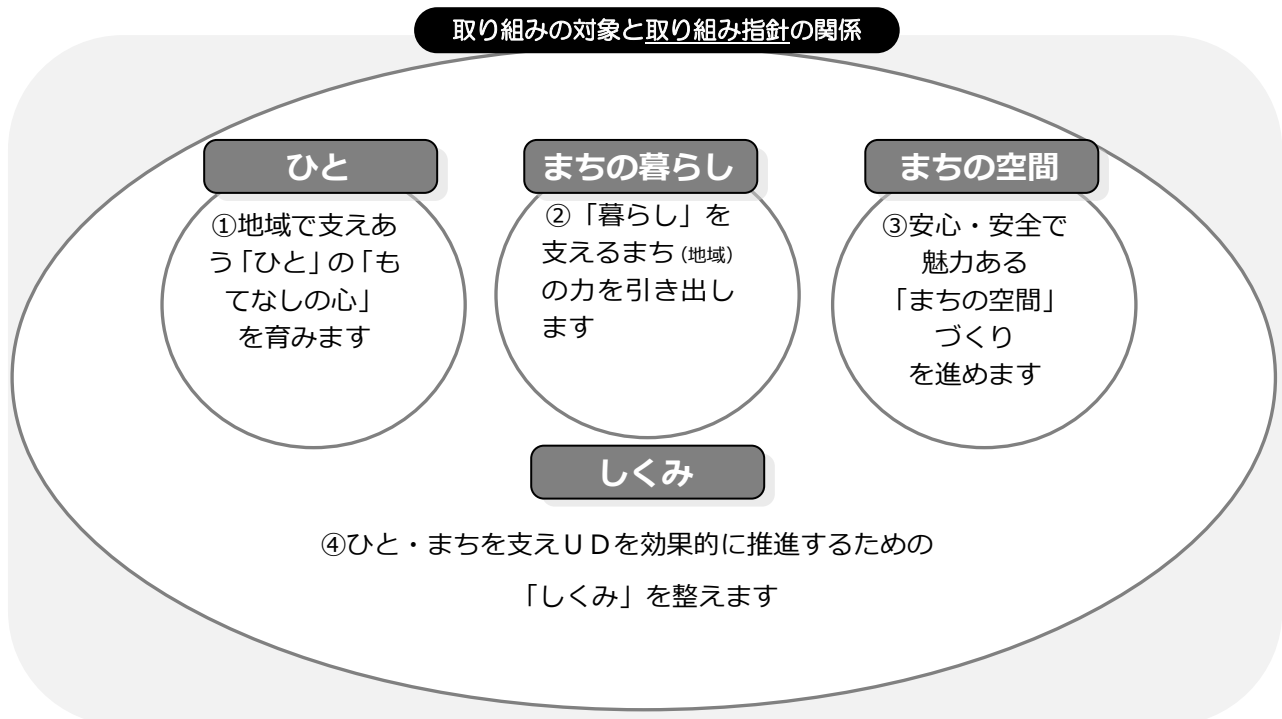 取り組みの対象と取り組み指針の関係
ひと
①地域で支えあ
う「ひと」の「も
てなしの心」
を育みます
まちの暮らし
②「暮らし」を
支えるまち(地域)
の力を引き出し
ます
まちの空間
③安心・安全で
魅力ある
「まちの空間」
づくり
を進めます
しくみ
④ひと・まちを支えＵＤを効果的に推進するための
「しくみ」を整えます